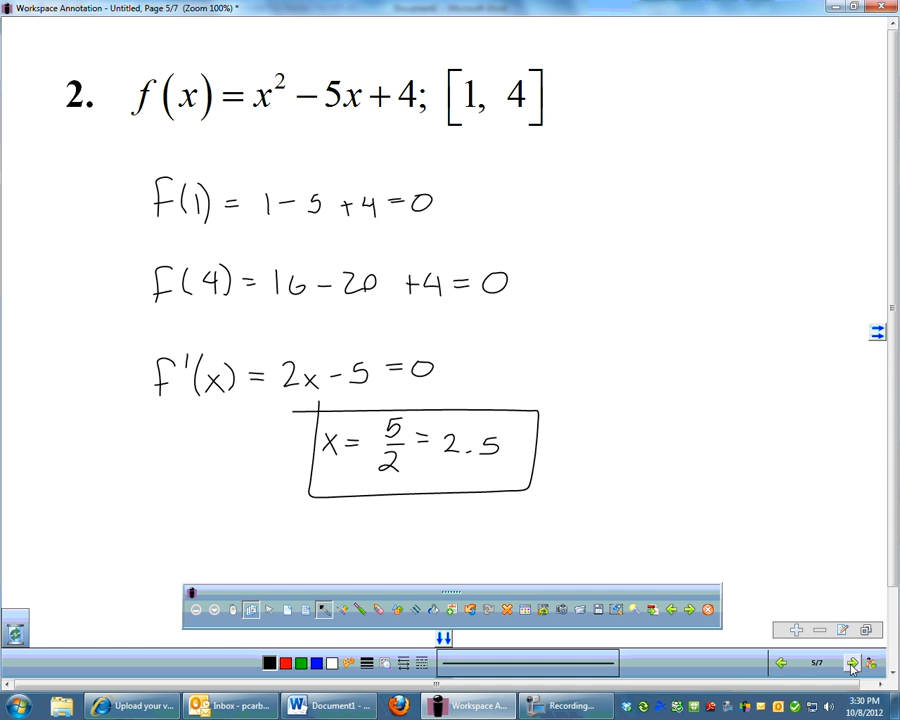 Workspace Annotation - Untitled, Page 5/7 (Zoom 100%) *
2. f(x) = x² − 5x + 4; [1, 4]
f(1) = 1 - 5 + 4 = 0
f(4) = 16 - 20 + 4 = 0
f'(x) = 2x - 5 = 0
x = 5/2 = 2.5
5/7
Upload your v...
Inbox - pcarb...
Document1 - ...
Workspace A...
Recording...
3:30 PM
10/8/2012